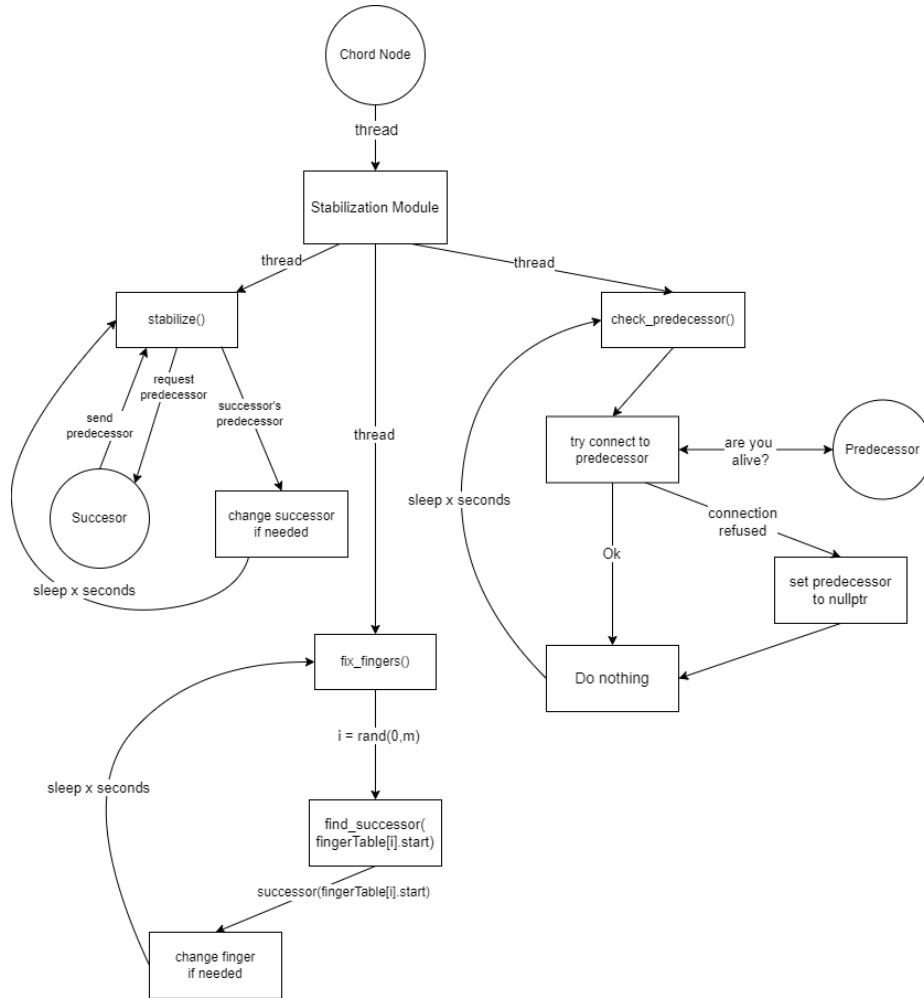 Chord Node
thread
Stabilization Module
thread
thread
stabilize()
check_predecessor()
request
predecessor
send
predecessor
successor's
predecessor
thread
try connect to
predecessor
are you
alive?
Predecessor
sleep x seconds
Succesor
change successor
if needed
connection
refused
Ok
sleep x seconds
set predecessor
to nullptr
fix_fingers()
Do nothing
i = rand(0,m)
sleep x seconds
find_successor(
fingerTable[i].start)
successor(fingerTable[i].start)
change finger
if needed